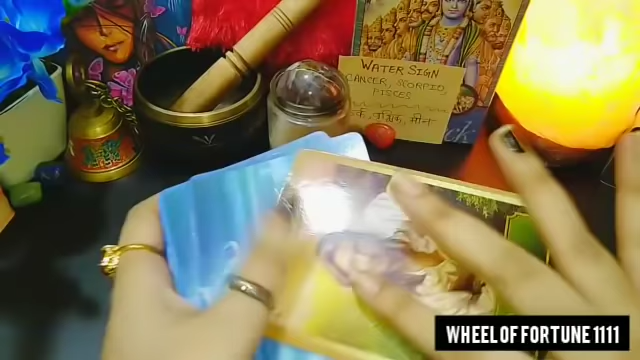 WATER SIGN
CANCER, SCORPIO,
PISCES
कर्क, वृश्चिक, मीन
WHEEL OF FORTUNE 1111